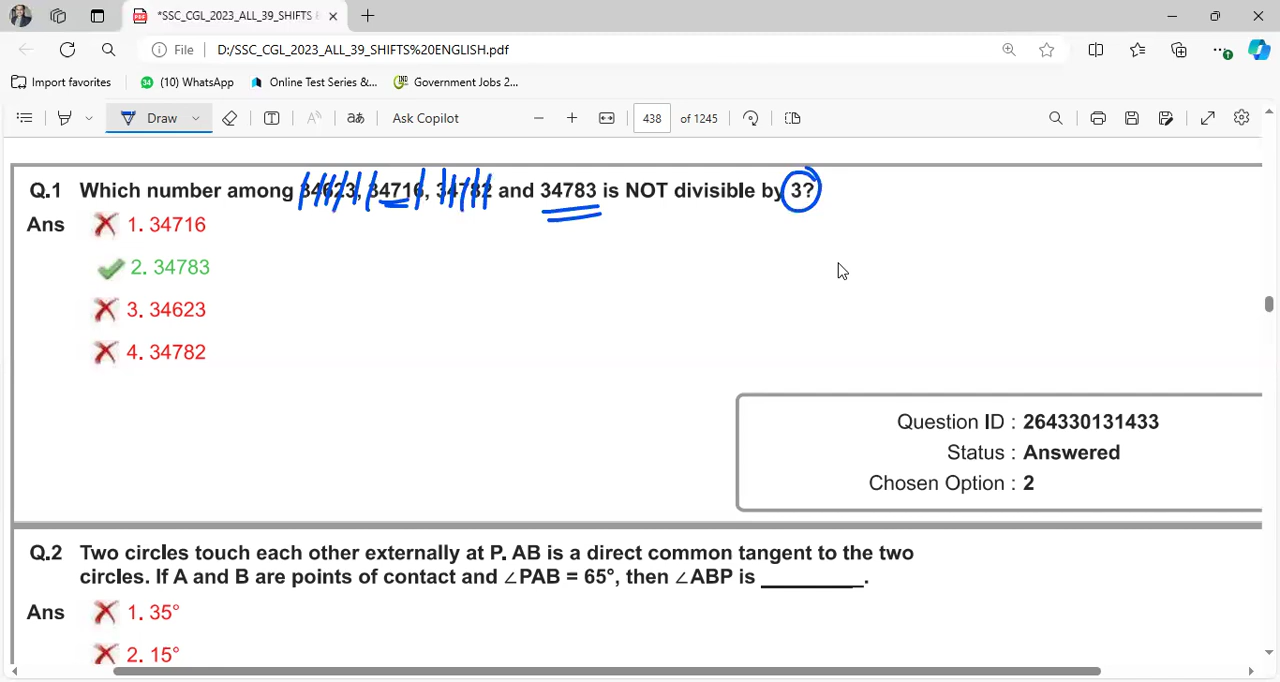 *SSC_CGL_2023_ALL_39_SHIFTS
File D:/SSC_CGL_2023_ALL_39_SHIFTS%20ENGLISH.pdf
Import favorites (10) WhatsApp Online Test Series &... Government Jobs 2...
Draw Ask Copilot 438 of 1245
Q.1 Which number among 34623, 34716, 34782 and 34783 is NOT divisible by 3?
Ans 1. 34716
2. 34783
3. 34623
4. 34782
Question ID : 264330131433
Status : Answered
Chosen Option : 2
Q.2 Two circles touch each other externally at P. AB is a direct common tangent to the two
circles. If A and B are points of contact and ∠PAB = 65°, then ∠ABP is __________.
Ans 1. 35°
2. 15°